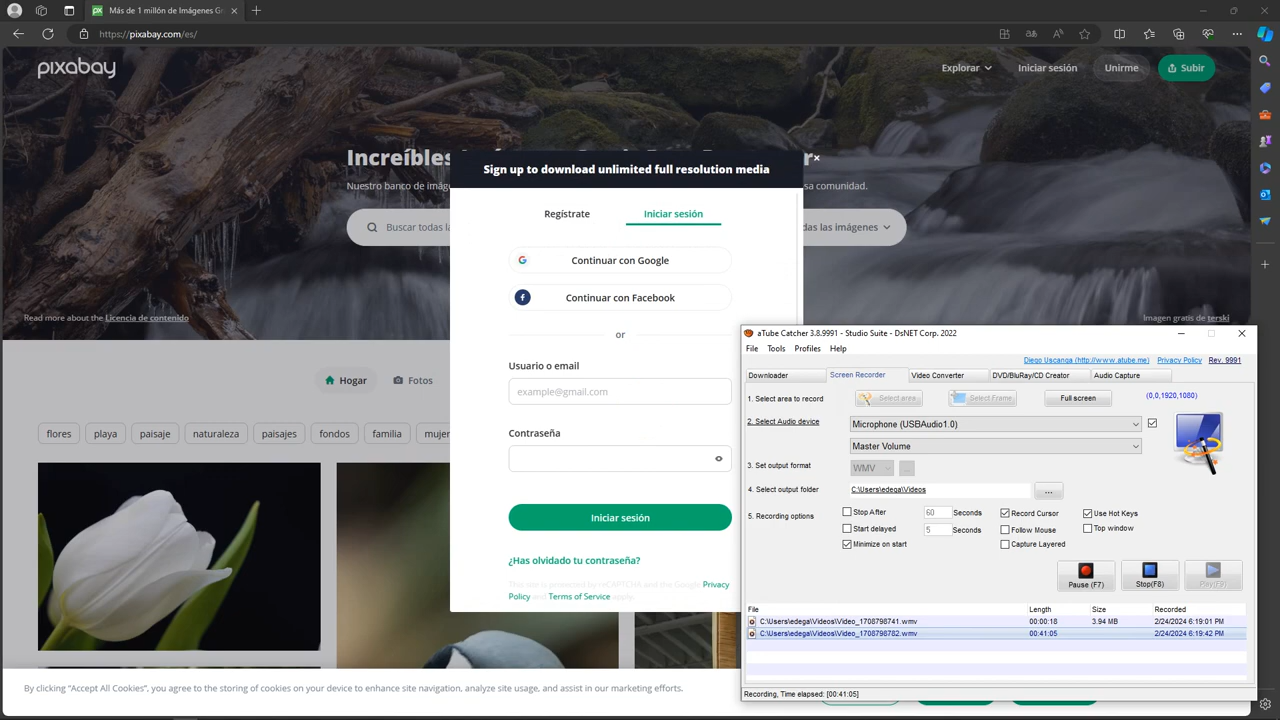 Más de 1 millón de Imágenes Gr
https://pixabay.com/es/
pixabay
Explorar
Iniciar sesión
Unirme
Subir
Increíbles
r
Nuestro banco de imág
sa comunidad.
Buscar todas la
das las imágenes
Read more about the Licencia de contenido
Imagen gratis de terski
Hogar
Fotos
flores
playa
paisaje
naturaleza
paisajes
fondos
familia
mujer
Sign up to download unlimited full resolution media
×
Regístrate
Iniciar sesión
Continuar con Google
Continuar con Facebook
or
Usuario o email
example@gmail.com
Contraseña
Iniciar sesión
¿Has olvidado tu contraseña?
This site is protected by reCAPTCHA and the Google Privacy
Policy and Terms of Service apply.
aTube Catcher 3.8.9991 - Studio Suite - DsNET Corp. 2022
File Tools Profiles Help
Diego Uscanga (http://www.atube.me) Privacy Policy Rev. 9991
Downloader
Screen Recorder
Video Converter
DVD/BluRay/CD Creator
Audio Capture
1. Select area to record
Select area
Select Frame
Full screen
(0,0,1920,1080)
2. Select Audio device
Microphone (USBAudio1.0)
Master Volume
3. Set output format
WMV
...
4. Select output folder
C:\Users\edega\Videos
...
5. Recording options
Stop After
60
Seconds
Record Cursor
Use Hot Keys
Start delayed
5
Seconds
Follow Mouse
Top window
Minimize on start
Capture Layered
Pause (F7)
Stop(F8)
Play(F9)
File Length Size Recorded
C:\Users\edega\Videos\Video_1708798741.wmv 00:00:18 3.94 MB 2/24/2024 6:19:01 PM
C:\Users\edega\Videos\Video_1708798782.wmv 00:41:05 2/24/2024 6:19:42 PM
Recording, Time elapsed: [00:41:05]
By clicking “Accept All Cookies”, you agree to the storing of cookies on your device to enhance site navigation, analyze site usage, and assist in our marketing efforts.